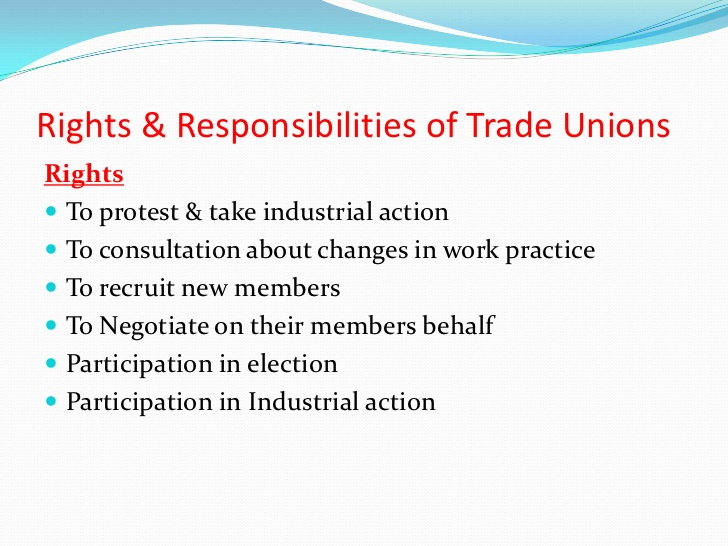 Rights & Responsibilities of Trade Unions
Rights
• To protest & take industrial action
• To consultation about changes in work practice
• To recruit new members
• To Negotiate on their members behalf
• Participation in election
• Participation in Industrial action